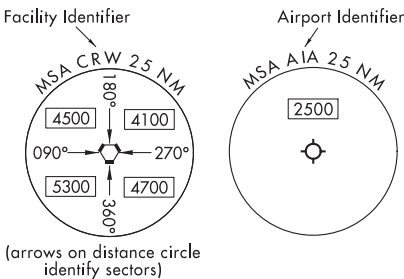 Facility Identifier
Airport Identifier
MSA CRW 25 NM
MSA AIA 25 NM
180°
4500
4100
2500
090°
270°
5300
4700
360°
(arrows on distance circle
identify sectors)